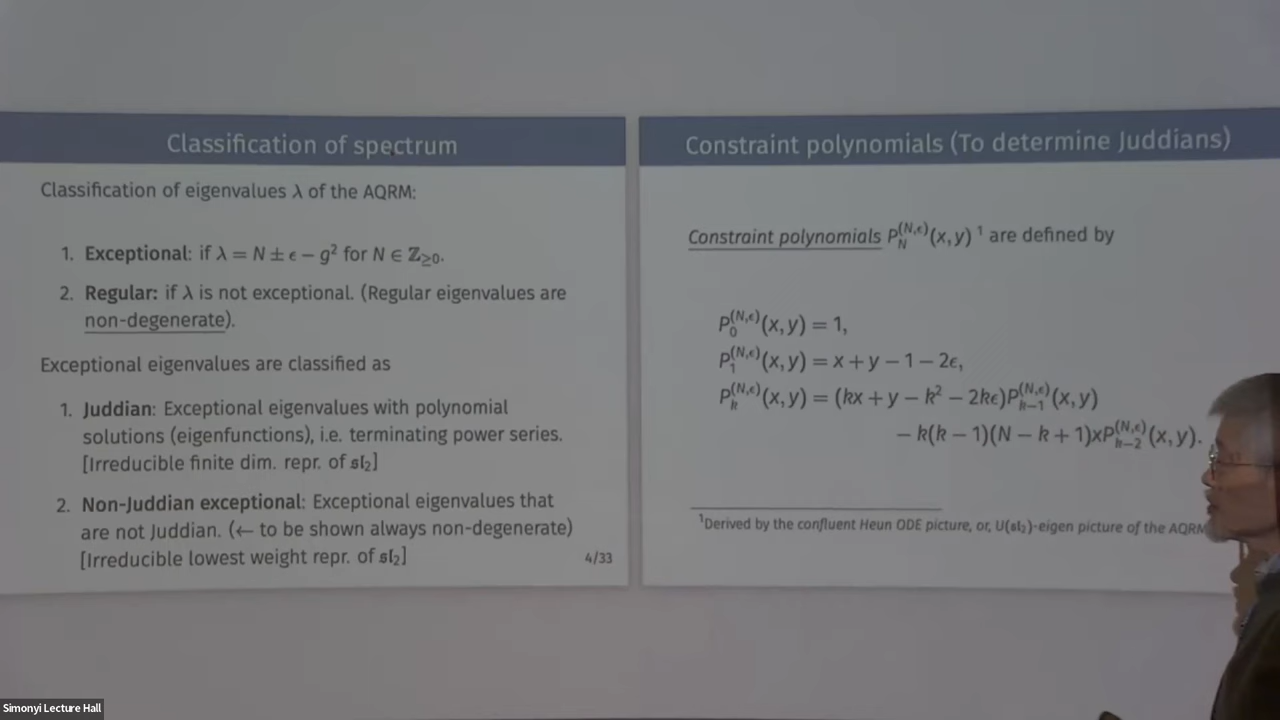 Classification of spectrum
Classification of eigenvalues λ of the AQRM:
1. Exceptional: if λ = N ± ϵ − g² for N ∈ ℤ≥0.
2. Regular: if λ is not exceptional. (Regular eigenvalues are
non-degenerate).
Exceptional eigenvalues are classified as
1. Juddian: Exceptional eigenvalues with polynomial
solutions (eigenfunctions), i.e. terminating power series.
[Irreducible finite dim. repr. of 𝔰𝔩₂]
2. Non-Juddian exceptional: Exceptional eigenvalues that
are not Juddian. (← to be shown always non-degenerate)
[Irreducible lowest weight repr. of 𝔰𝔩₂]
4/33
Constraint polynomials (To determine Juddians)
Constraint polynomials P_N^{(N,ϵ)}(x, y) ¹ are defined by
P_0^{(N,ϵ)}(x, y) = 1,
P_1^{(N,ϵ)}(x, y) = x + y − 1 − 2ϵ,
P_k^{(N,ϵ)}(x, y) = (kx + y − k² − 2kϵ)P_{k−1}^{(N,ϵ)}(x, y)
− k(k − 1)(N − k + 1)xP_{k−2}^{(N,ϵ)}(x, y).
¹Derived by the confluent Heun ODE picture, or, U(𝔰𝔩₂)-eigen picture of the AQRM
Simonyi Lecture Hall